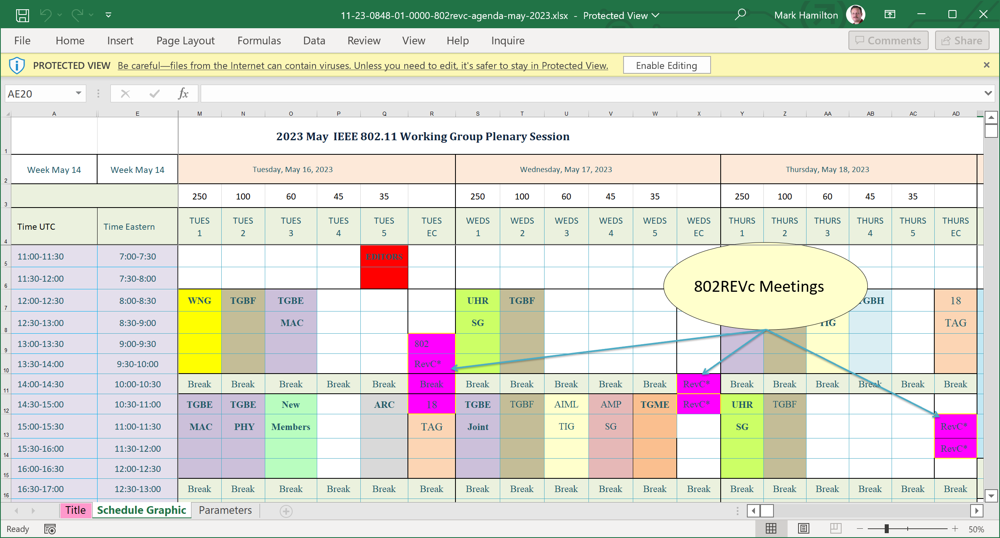 11-23-0848-01-0000-802revc-agenda-may-2023.xlsx - Protected View
Mark Hamilton
File Home Insert Page Layout Formulas Data Review View Help Inquire
Comments Share
PROTECTED VIEW Be careful—files from the Internet can contain viruses. Unless you need to edit, it's safer to stay in Protected View. Enable Editing
AE20 fx
A E M N O P Q R S T U V W X Y Z AA AB AC AD
1 2023 May IEEE 802.11 Working Group Plenary Session
2 Week May 14 Week May 14 Tuesday, May 16, 2023 Wednesday, May 17, 2023 Thursday, May 18, 2023
3 250 100 60 45 35 250 100 60 45 35 250 100 60 45 35
4 Time UTC Time Eastern TUES 1 TUES 2 TUES 3 TUES 4 TUES 5 TUES EC WEDS 1 WEDS 2 WEDS 3 WEDS 4 WEDS 5 WEDS EC THURS 1 THURS 2 THURS 3 THURS 4 THURS 5 THURS EC
5 11:00-11:30 7:00-7:30 EDITORS
6 11:30-12:00 7:30-8:00
802REVc Meetings
7 12:00-12:30 8:00-8:30 WNG TGBF TGBE UHR TGBF TGBH 18
8 12:30-13:00 8:30-9:00 MAC SG TIG TAG
9 13:00-13:30 9:00-9:30 802
10 13:30-14:00 9:30-10:00 RevC*
11 14:00-14:30 10:00-10:30 Break Break Break Break Break Break Break Break Break Break Break RevC* Break Break Break Break Break Break
12 14:30-15:00 10:30-11:00 TGBE TGBE New ARC 18 TGBE TGBF AIML AMP TGME RevC* UHR TGBF
13 15:00-15:30 11:00-11:30 MAC PHY Members TAG Joint TIG SG SG RevC*
14 15:30-16:00 11:30-12:00 RevC*
15 16:00-16:30 12:00-12:30
16 16:30-17:00 12:30-13:00 Break Break Break Break Break Break Break Break Break Break Break Break Break Break Break Break Break Break
Title Schedule Graphic Parameters
Ready 50%